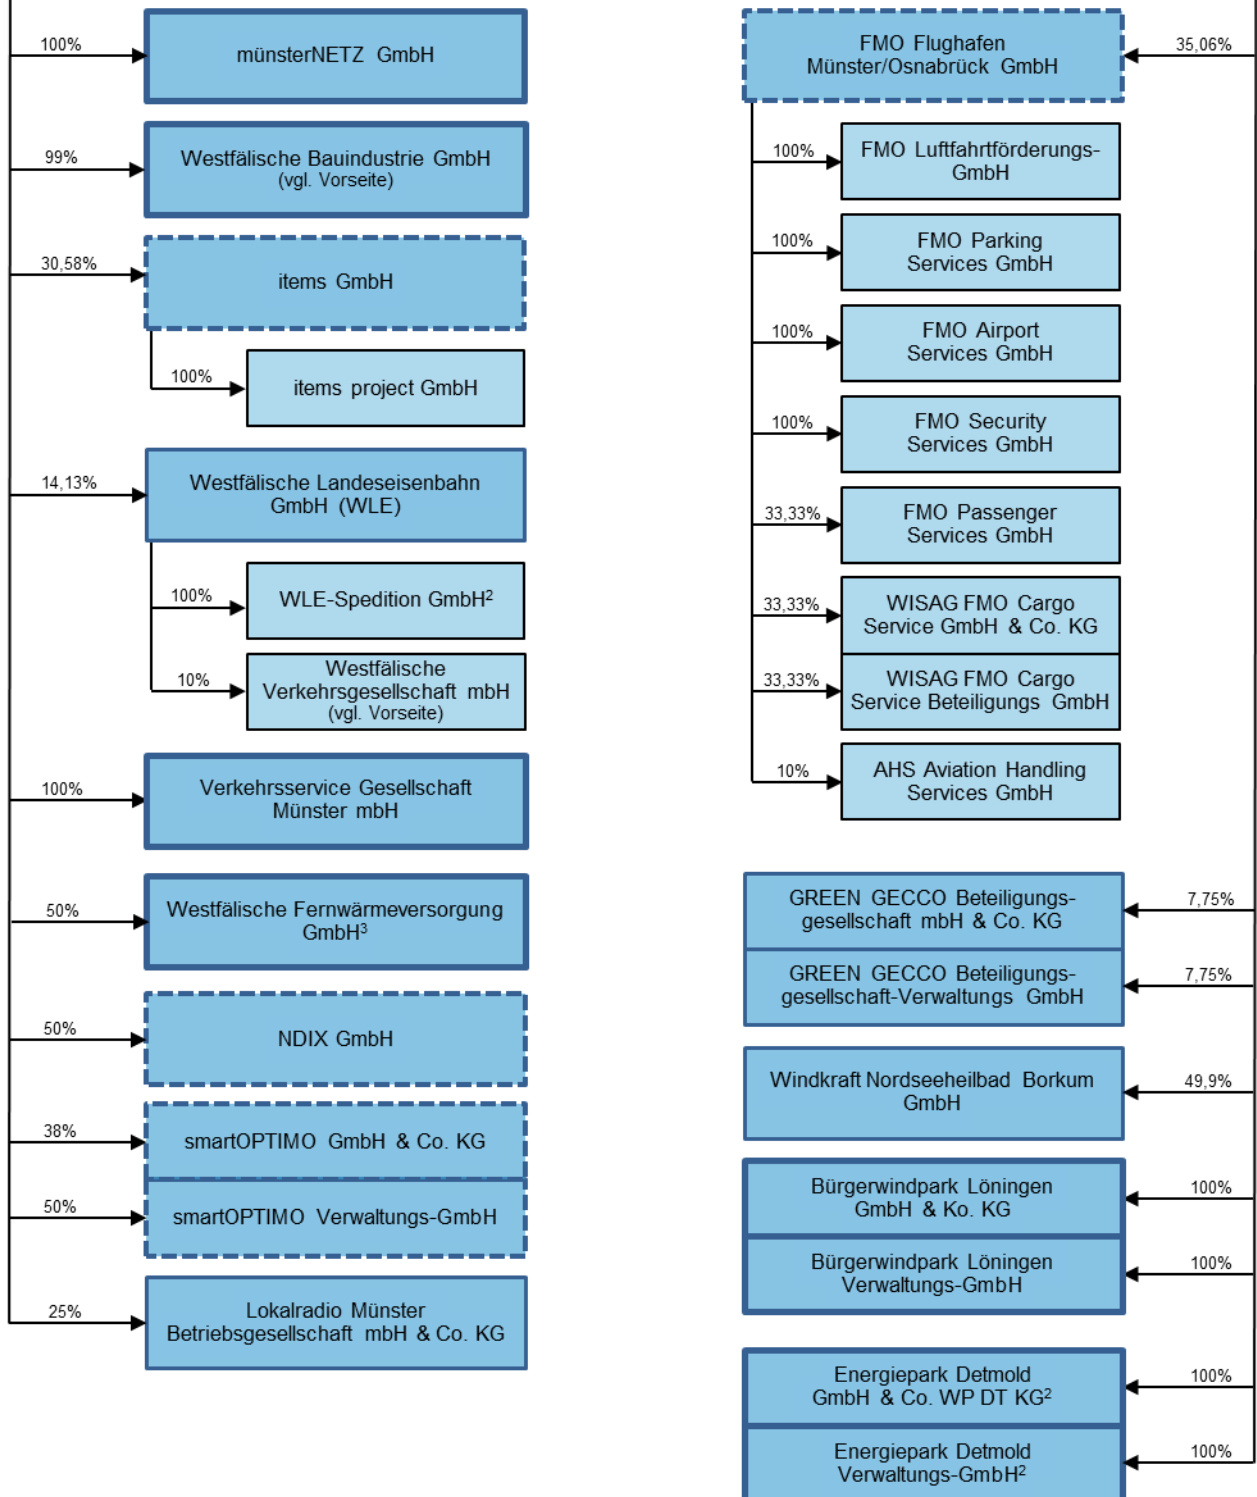 100%
münsterNETZ GmbH
99%
Westfälische Bauindustrie GmbH
(vgl. Vorseite)
30,58%
items GmbH
100%
items project GmbH
14,13%
Westfälische Landeseisenbahn
GmbH (WLE)
100%
WLE-Spedition GmbH²
10%
Westfälische
Verkehrsgesellschaft mbH
(vgl. Vorseite)
100%
Verkehrsservice Gesellschaft
Münster mbH
50%
Westfälische Fernwärmeversorgung
GmbH³
50%
NDIX GmbH
38%
smartOPTIMO GmbH & Co. KG
50%
smartOPTIMO Verwaltungs-GmbH
25%
Lokalradio Münster
Betriebsgesellschaft mbH & Co. KG
FMO Flughafen
Münster/Osnabrück GmbH
35,06%
100%
FMO Luftfahrtförderungs-
GmbH
100%
FMO Parking
Services GmbH
100%
FMO Airport
Services GmbH
100%
FMO Security
Services GmbH
33,33%
FMO Passenger
Services GmbH
33,33%
WISAG FMO Cargo
Service GmbH & Co. KG
33,33%
WISAG FMO Cargo
Service Beteiligungs GmbH
10%
AHS Aviation Handling
Services GmbH
GREEN GECCO Beteiligungs-
gesellschaft mbH & Co. KG
7,75%
GREEN GECCO Beteiligungs-
gesellschaft-Verwaltungs GmbH
7,75%
Windkraft Nordseeheilbad Borkum
GmbH
49,9%
Bürgerwindpark Löningen
GmbH & Ko. KG
100%
Bürgerwindpark Löningen
Verwaltungs-GmbH
100%
Energiepark Detmold
GmbH & Co. WP DT KG²
100%
Energiepark Detmold
Verwaltungs-GmbH²
100%